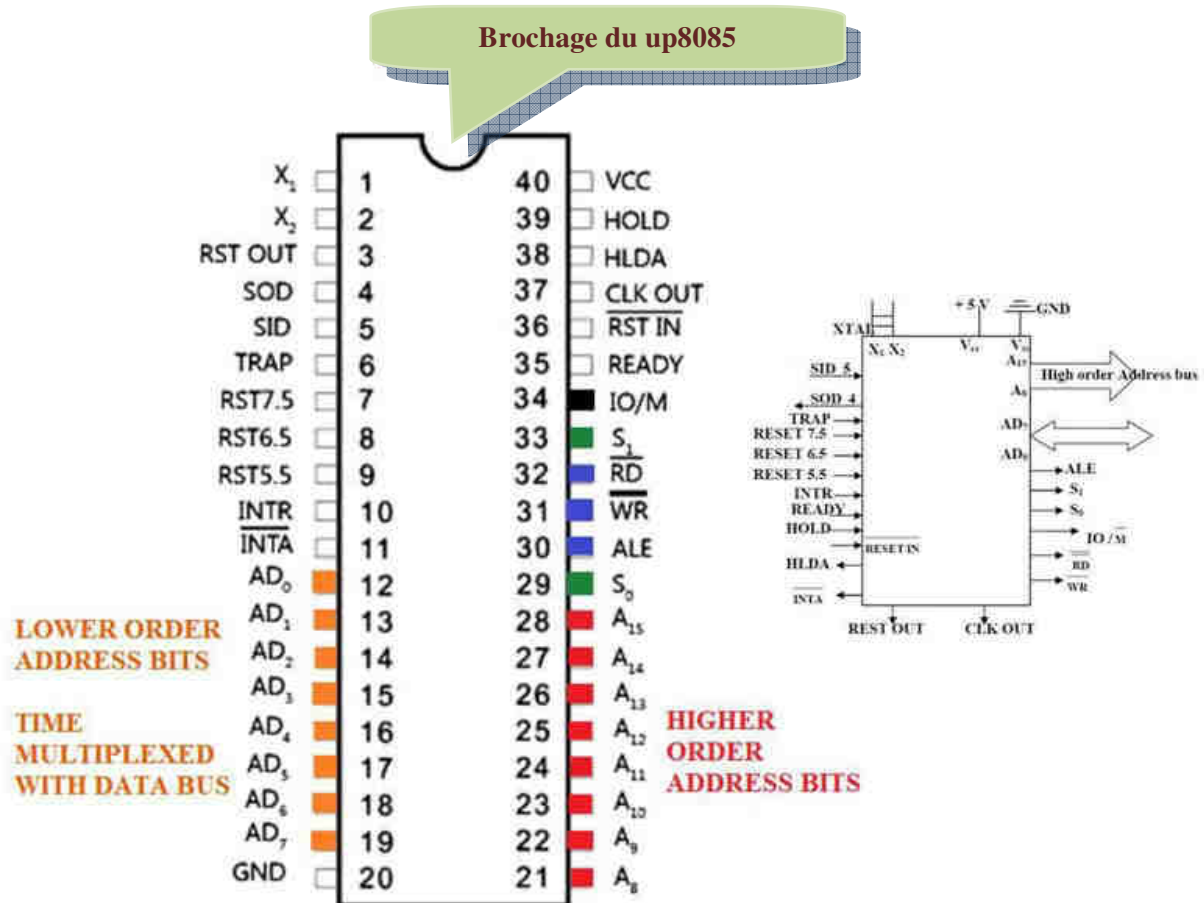 Brochage du up8085
X₁ 1 40 VCC
X₂ 2 39 HOLD
RST OUT 3 38 HLDA
SOD 4 37 CLK OUT
SID 5 36 RST IN
TRAP 6 35 READY
RST7.5 7 34 IO/M
RST6.5 8 33 S₁
RST5.5 9 32 RD
INTR 10 31 WR
INTA 11 30 ALE
AD₀ 12 29 S₀
AD₁ 13 28 A₁₅
AD₂ 14 27 A₁₄
AD₃ 15 26 A₁₃
AD₄ 16 25 A₁₂
AD₅ 17 24 A₁₁
AD₆ 18 23 A₁₀
AD₇ 19 22 A₉
GND 20 21 A₈
LOWER ORDER
ADDRESS BITS
TIME
MULTIPLEXED
WITH DATA BUS
HIGHER
ORDER
ADDRESS BITS
+ 5 V GND
XTAL
X₁ X₂
A₁₅
High order Address bus
A₈
SID 5
SOD 4
TRAP
RESET 7.5
RESET 6.5
RESET 5.5
INTR
READY
HOLD
RESET IN
HLDA
INTA
AD₇
ALE
IO / M
RD
WR
REST OUT CLK OUT